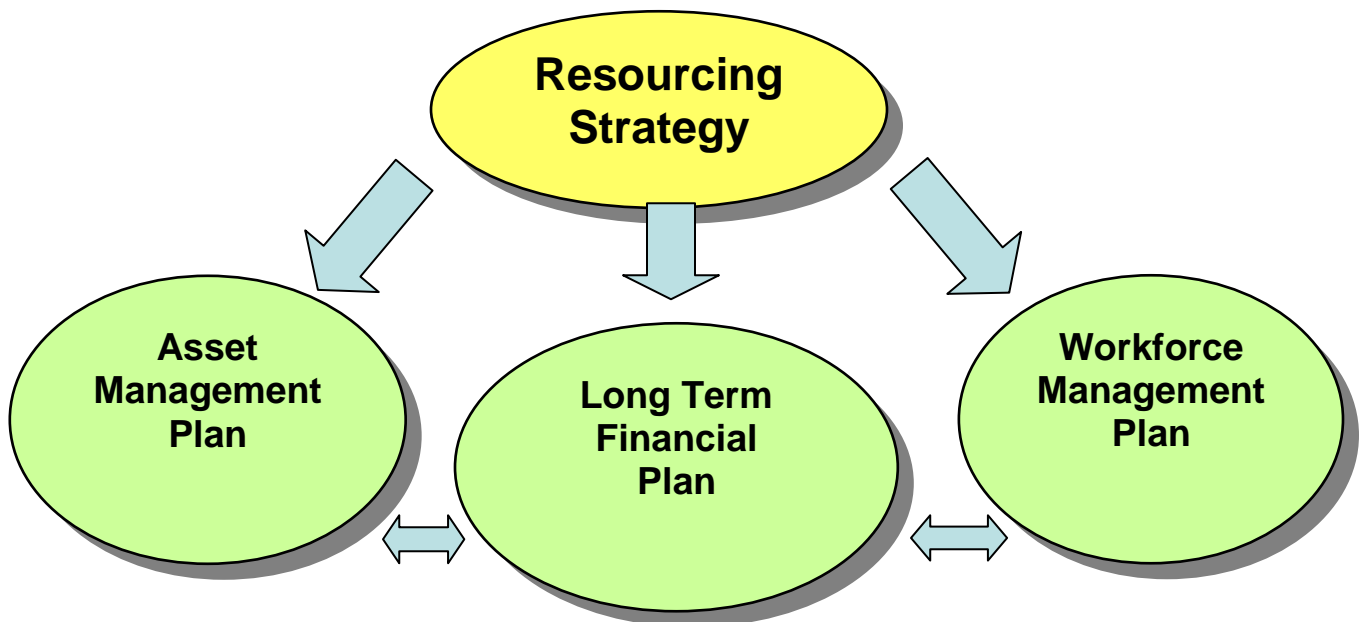 Resourcing
Strategy
Asset
Management
Plan
Long Term
Financial
Plan
Workforce
Management
Plan